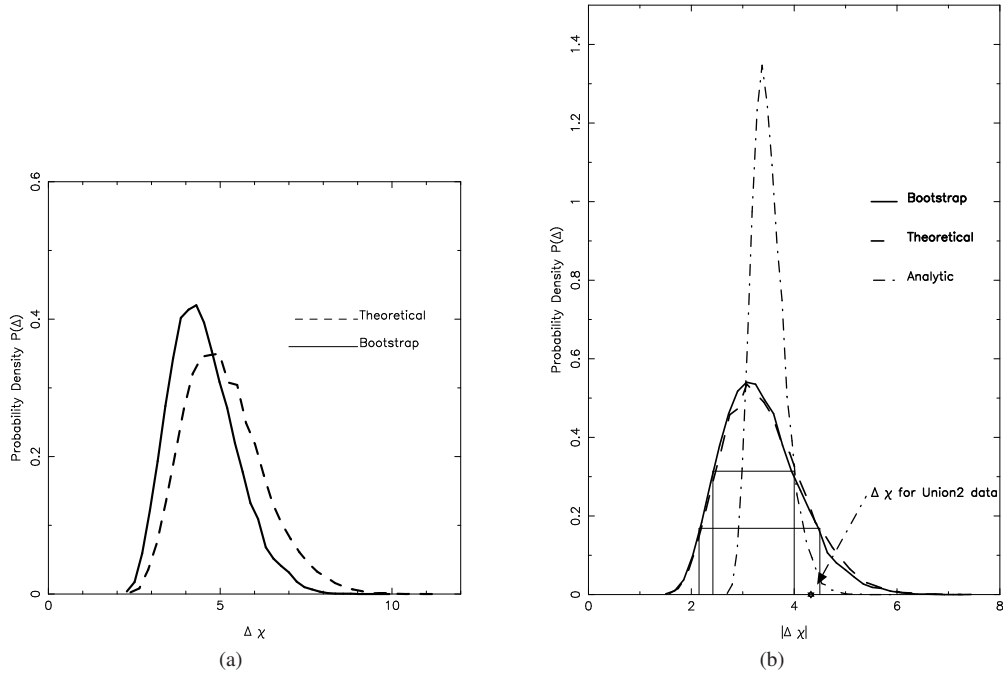 0.6
0.4
0.2
0
Probability Density P(Δ)
Theoretical
Bootstrap
0 5 10
Δ χ
(a)
1.4
1.2
1
0.8
0.6
0.4
0.2
0
Probability Density P(Δ)
Bootstrap
Theoretical
Analytic
Δ χ for Union2 data
0 2 4 6 8
|Δ χ|
(b)